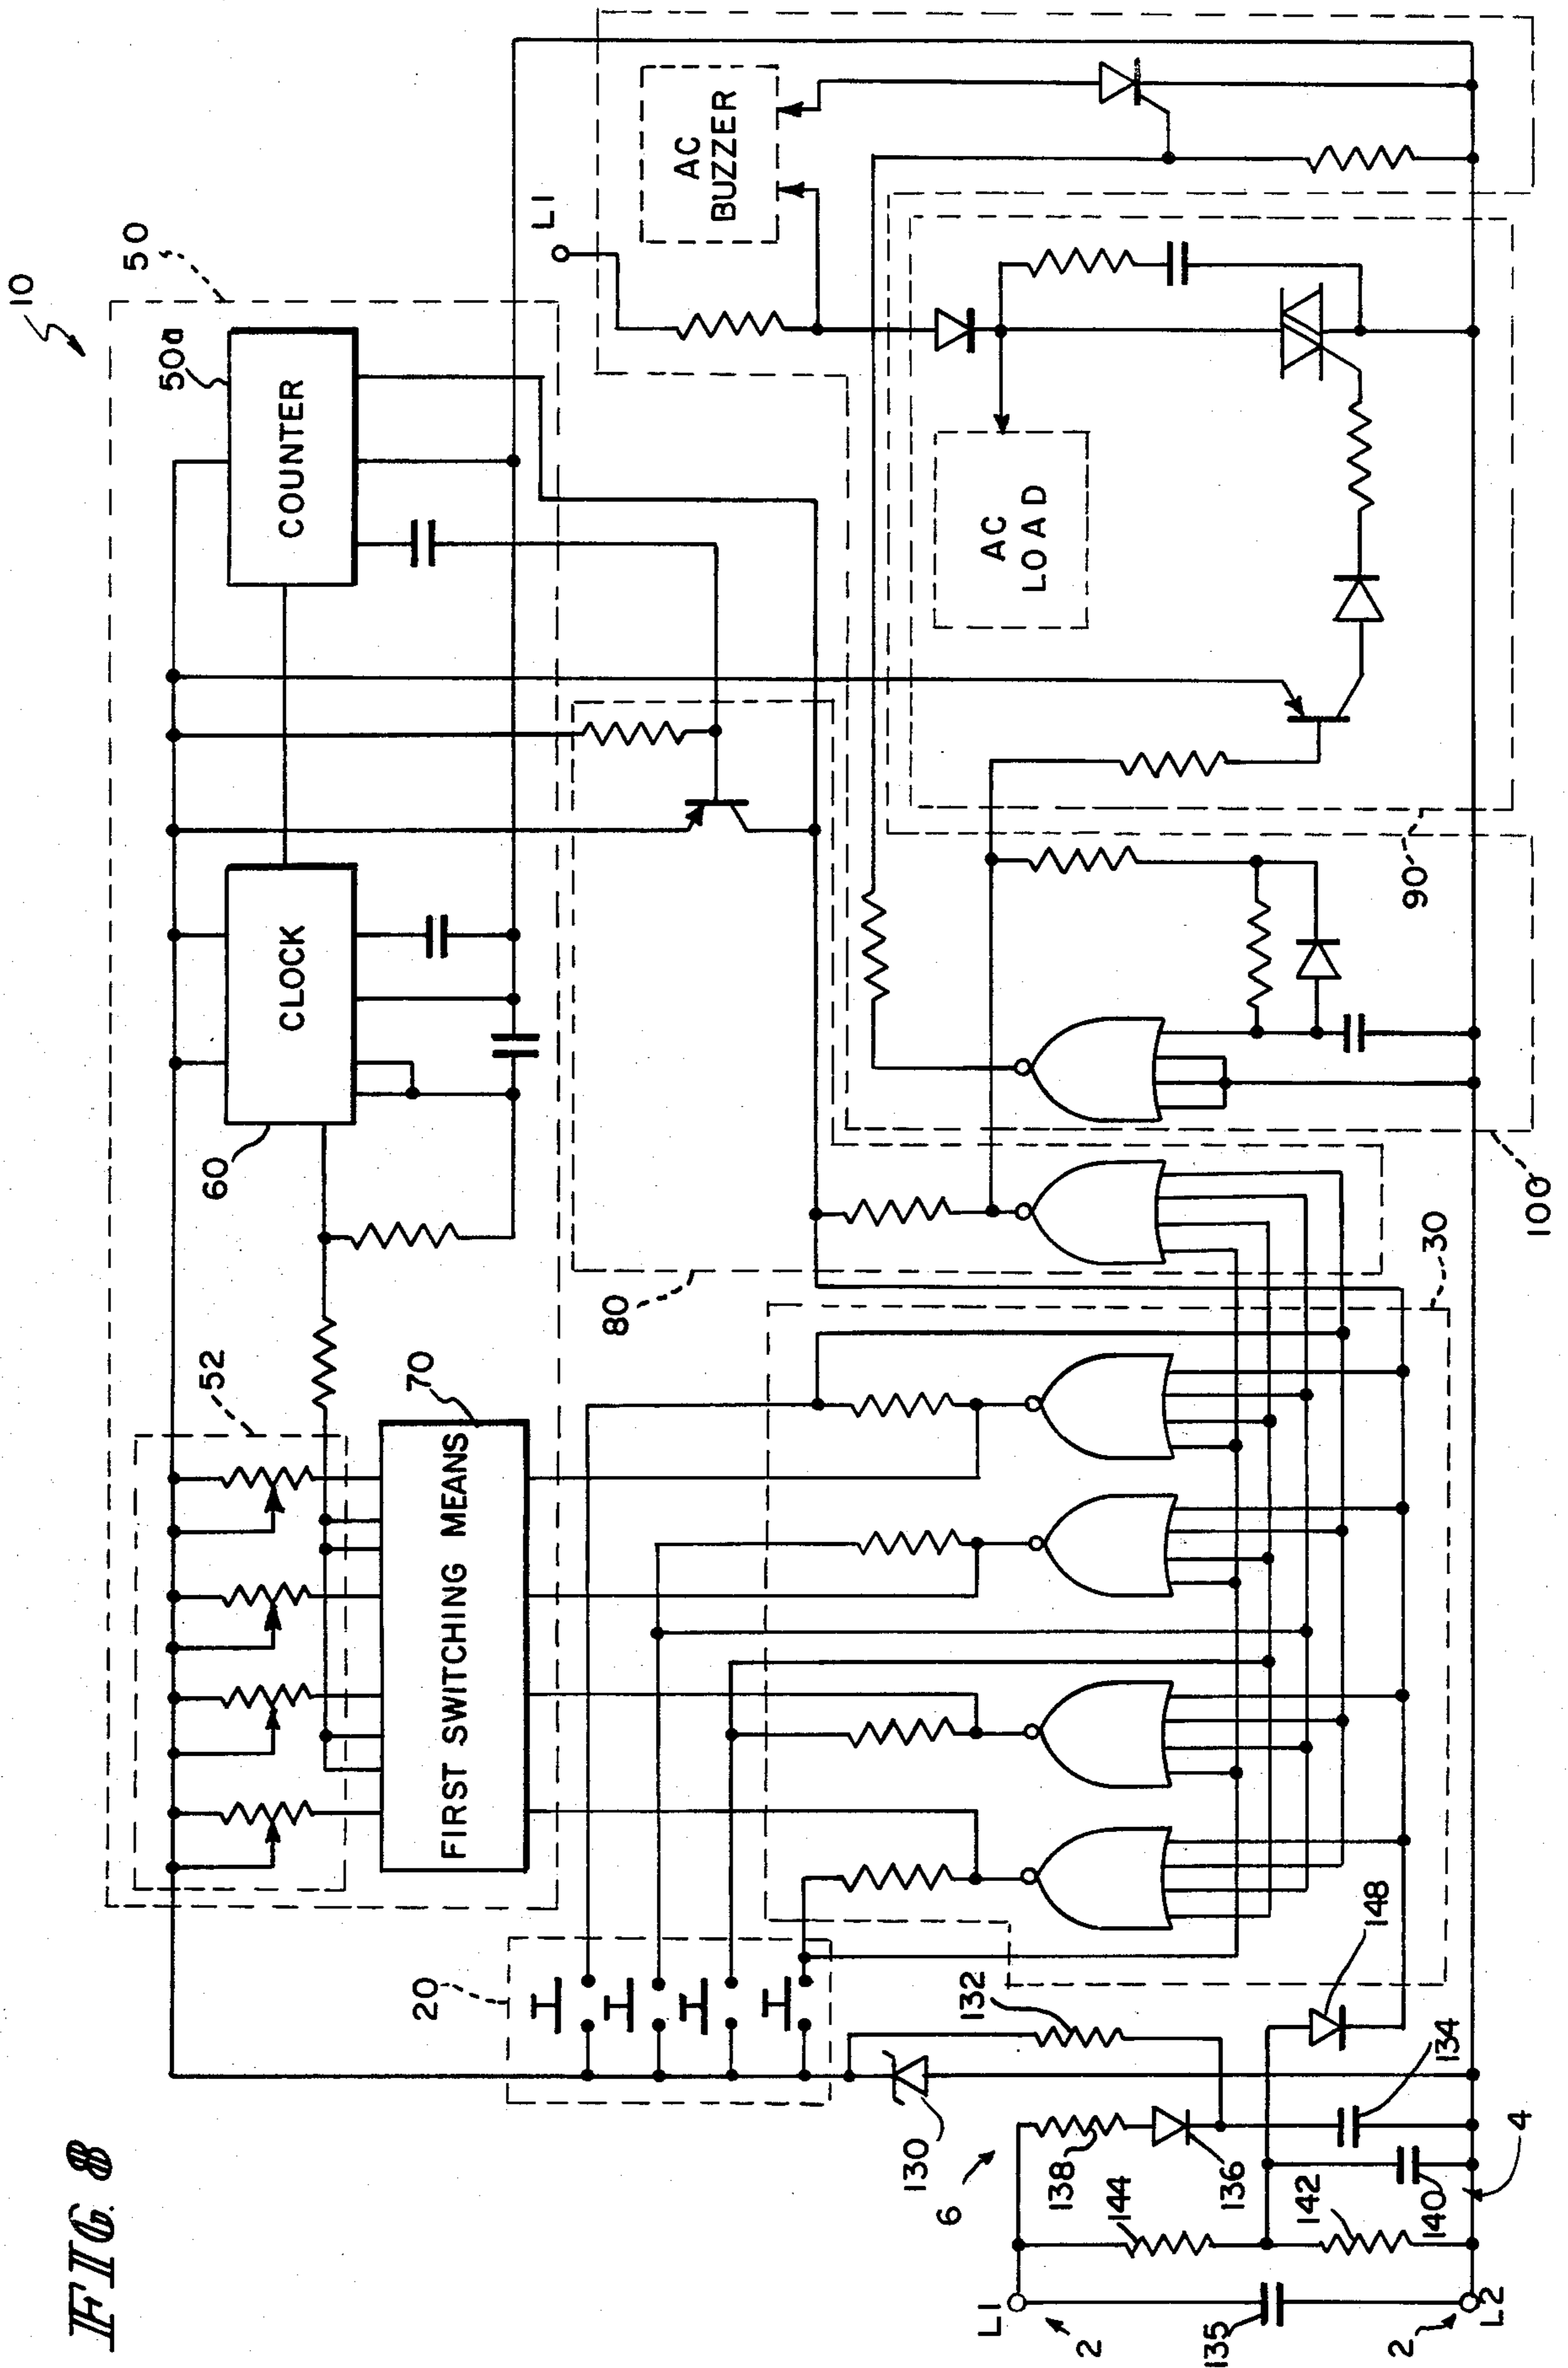 FIG. 8
10
50
50a
COUNTER
CLOCK
60
52
70
FIRST SWITCHING MEANS
20
L1
AC
BUZZER
AC
LOAD
90
100
80
30
132
148
134
130
6
138
136
144
142
140
4
L1
2
135
2
L2